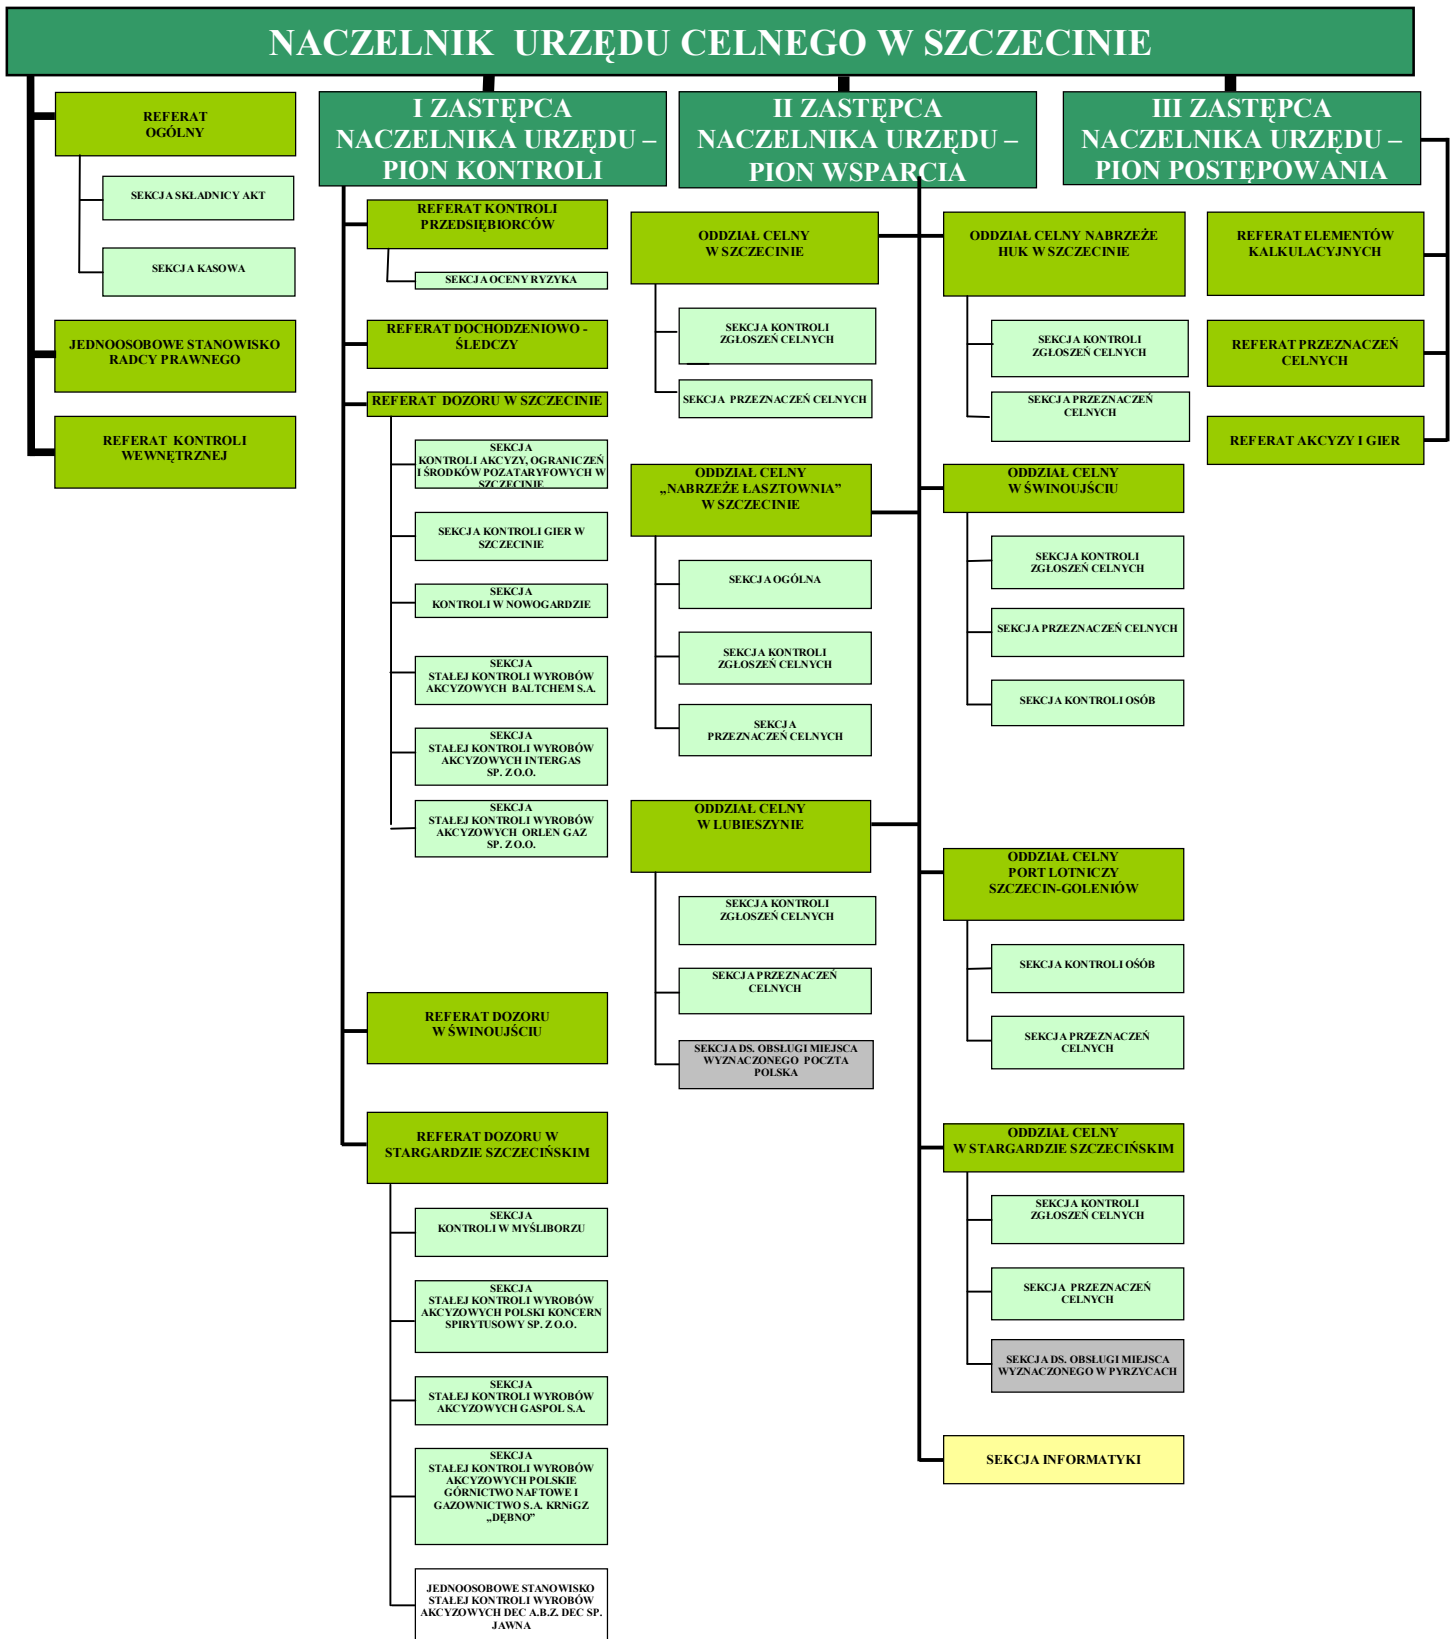 NACZELNIK URZĘDU CELNEGO W SZCZECINIE
REFERAT
OGÓLNY
SEKCJA SKŁADNICY AKT
SEKCJA KASOWA
JEDNOOSOBOWE STANOWISKO
RADCY PRAWNEGO
REFERAT KONTROLI
WEWNĘTRZNEJ
I ZASTĘPCA
NACZELNIKA URZĘDU –
PION KONTROLI
REFERAT KONTROLI
PRZEDSIĘBIORCÓW
SEKCJA OCENY RYZYKA
REFERAT DOCHODZENIOWO -
ŚLEDCZY
REFERAT DOZORU W SZCZECINIE
SEKCJA
KONTROLI AKCYZY, OGRANICZEŃ
I ŚRODKÓW POZATARYFOWYCH W
SZCZECINIE
SEKCJA KONTROLI GIER W
SZCZECINIE
SEKCJA
KONTROLI W NOWOGARDZIE
SEKCJA
STAŁEJ KONTROLI WYROBÓW
AKCYZOWYCH BALTCHEM S.A.
SEKCJA
STAŁEJ KONTROLI WYROBÓW
AKCYZOWYCH INTERGAS
SP. Z O.O.
SEKCJA
STAŁEJ KONTROLI WYROBÓW
AKCYZOWYCH ORLEN GAZ
SP. Z O.O.
REFERAT DOZORU
W ŚWINOUJŚCIU
REFERAT DOZORU W
STARGARDZIE SZCZECIŃSKIM
SEKCJA
KONTROLI W MYŚLIBORZU
SEKCJA
STAŁEJ KONTROLI WYROBÓW
AKCYZOWYCH POLSKI KONCERN
SPIRYTUSOWY SP. Z O.O.
SEKCJA
STAŁEJ KONTROLI WYROBÓW
AKCYZOWYCH GASPOL S.A.
SEKCJA
STAŁEJ KONTROLI WYROBÓW
AKCYZOWYCH POLSKIE
GÓRNICTWO NAFTOWE I
GAZOWNICTWO S.A. KRNiGZ
„DĘBNO”
JEDNOOSOBOWE STANOWISKO
STAŁEJ KONTROLI WYROBÓW
AKCYZOWYCH DEC A.B.Z. DEC SP.
JAWNA
II ZASTĘPCA
NACZELNIKA URZĘDU –
PION WSPARCIA
ODDZIAŁ CELNY
W SZCZECINIE
SEKCJA KONTROLI
ZGŁOSZEŃ CELNYCH
SEKCJA PRZEZNACZEŃ CELNYCH
ODDZIAŁ CELNY
„NABRZEŻE ŁASZTOWNIA”
W SZCZECINIE
SEKCJA OGÓLNA
SEKCJA KONTROLI
ZGŁOSZEŃ CELNYCH
SEKCJA
PRZEZNACZEŃ CELNYCH
ODDZIAŁ CELNY
W LUBIESZYNIE
SEKCJA KONTROLI
ZGŁOSZEŃ CELNYCH
SEKCJA PRZEZNACZEŃ
CELNYCH
SEKCJA DS. OBSŁUGI MIEJSCA
WYZNACZONEGO POCZTA
POLSKA
ODDZIAŁ CELNY NABRZEŻE
HUK W SZCZECINIE
SEKCJA KONTROLI
ZGŁOSZEŃ CELNYCH
SEKCJA PRZEZNACZEŃ
CELNYCH
ODDZIAŁ CELNY
W ŚWINOUJŚCIU
SEKCJA KONTROLI
ZGŁOSZEŃ CELNYCH
SEKCJA PRZEZNACZEŃ CELNYCH
SEKCJA KONTROLI OSÓB
ODDZIAŁ CELNY
PORT LOTNICZY
SZCZECIN-GOLENIÓW
SEKCJA KONTROLI OŚÓB
SEKCJA PRZEZNACZEŃ
CELNYCH
ODDZIAŁ CELNY
W STARGARDZIE SZCZECIŃSKIM
SEKCJA KONTROLI
ZGŁOSZEŃ CELNYCH
SEKCJA PRZEZNACZEŃ
CELNYCH
SEKCJA DS. OBSŁUGI MIEJSCA
WYZNACZONEGO W PYRZYCACH
SEKCJA INFORMATYKI
III ZASTĘPCA
NACZELNIKA URZĘDU –
PION POSTĘPOWANIA
REFERAT ELEMENTÓW
KALKULACYJNYCH
REFERAT PRZEZNACZEŃ
CELNYCH
REFERAT AKCYZY I GIER